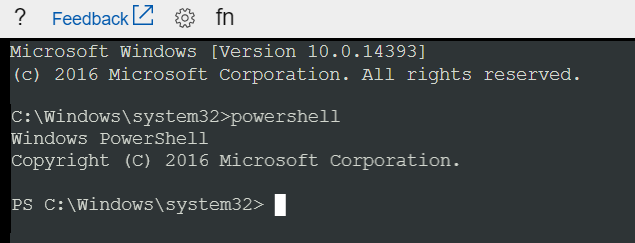 ? Feedback fn
Microsoft Windows [Version 10.0.14393]
(c) 2016 Microsoft Corporation. All rights reserved.
C:\Windows\system32>powershell
Windows PowerShell
Copyright (C) 2016 Microsoft Corporation.
PS C:\Windows\system32>